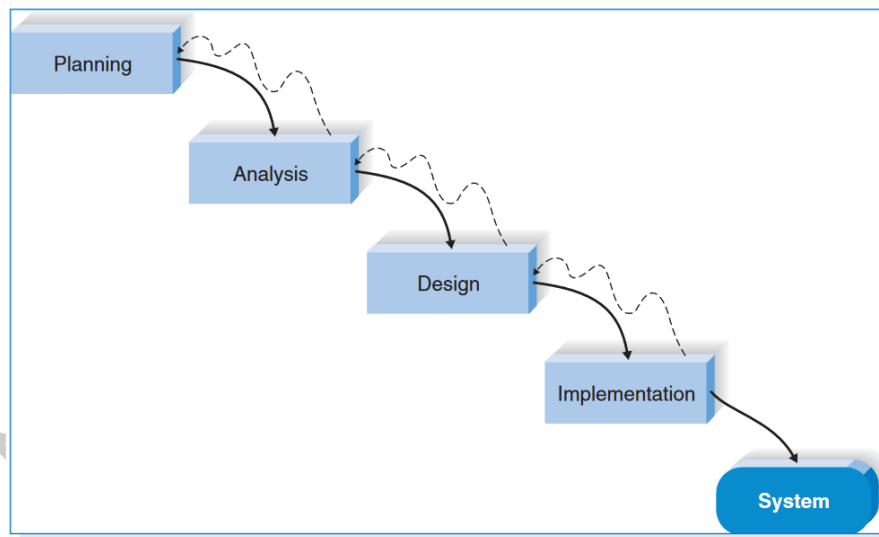 Planning
Analysis
Design
Implementation
System